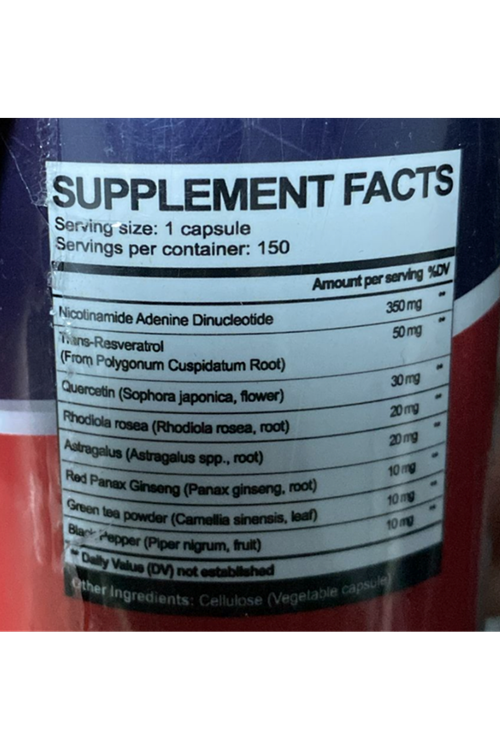 SUPPLEMENT FACTS
Serving size: 1 capsule
Servings per container: 150
Amount per serving %DV
Nicotinamide Adenine Dinucleotide 350 mg **
Trans-Resveratrol 50 mg **
(From Polygonum Cuspidatum Root)
Quercetin (Sophora japonica, flower) 30 mg **
Rhodiola rosea (Rhodiola rosea, root) 20 mg **
Astragalus (Astragalus spp., root) 20 mg **
Red Panax Ginseng (Panax ginseng, root) 10 mg **
Green tea powder (Camellia sinensis, leaf) 10 mg **
Black Pepper (Piper nigrum, fruit) 10 mg **
** Daily Value (DV) not established
Other Ingredients: Cellulose (Vegetable capsule)